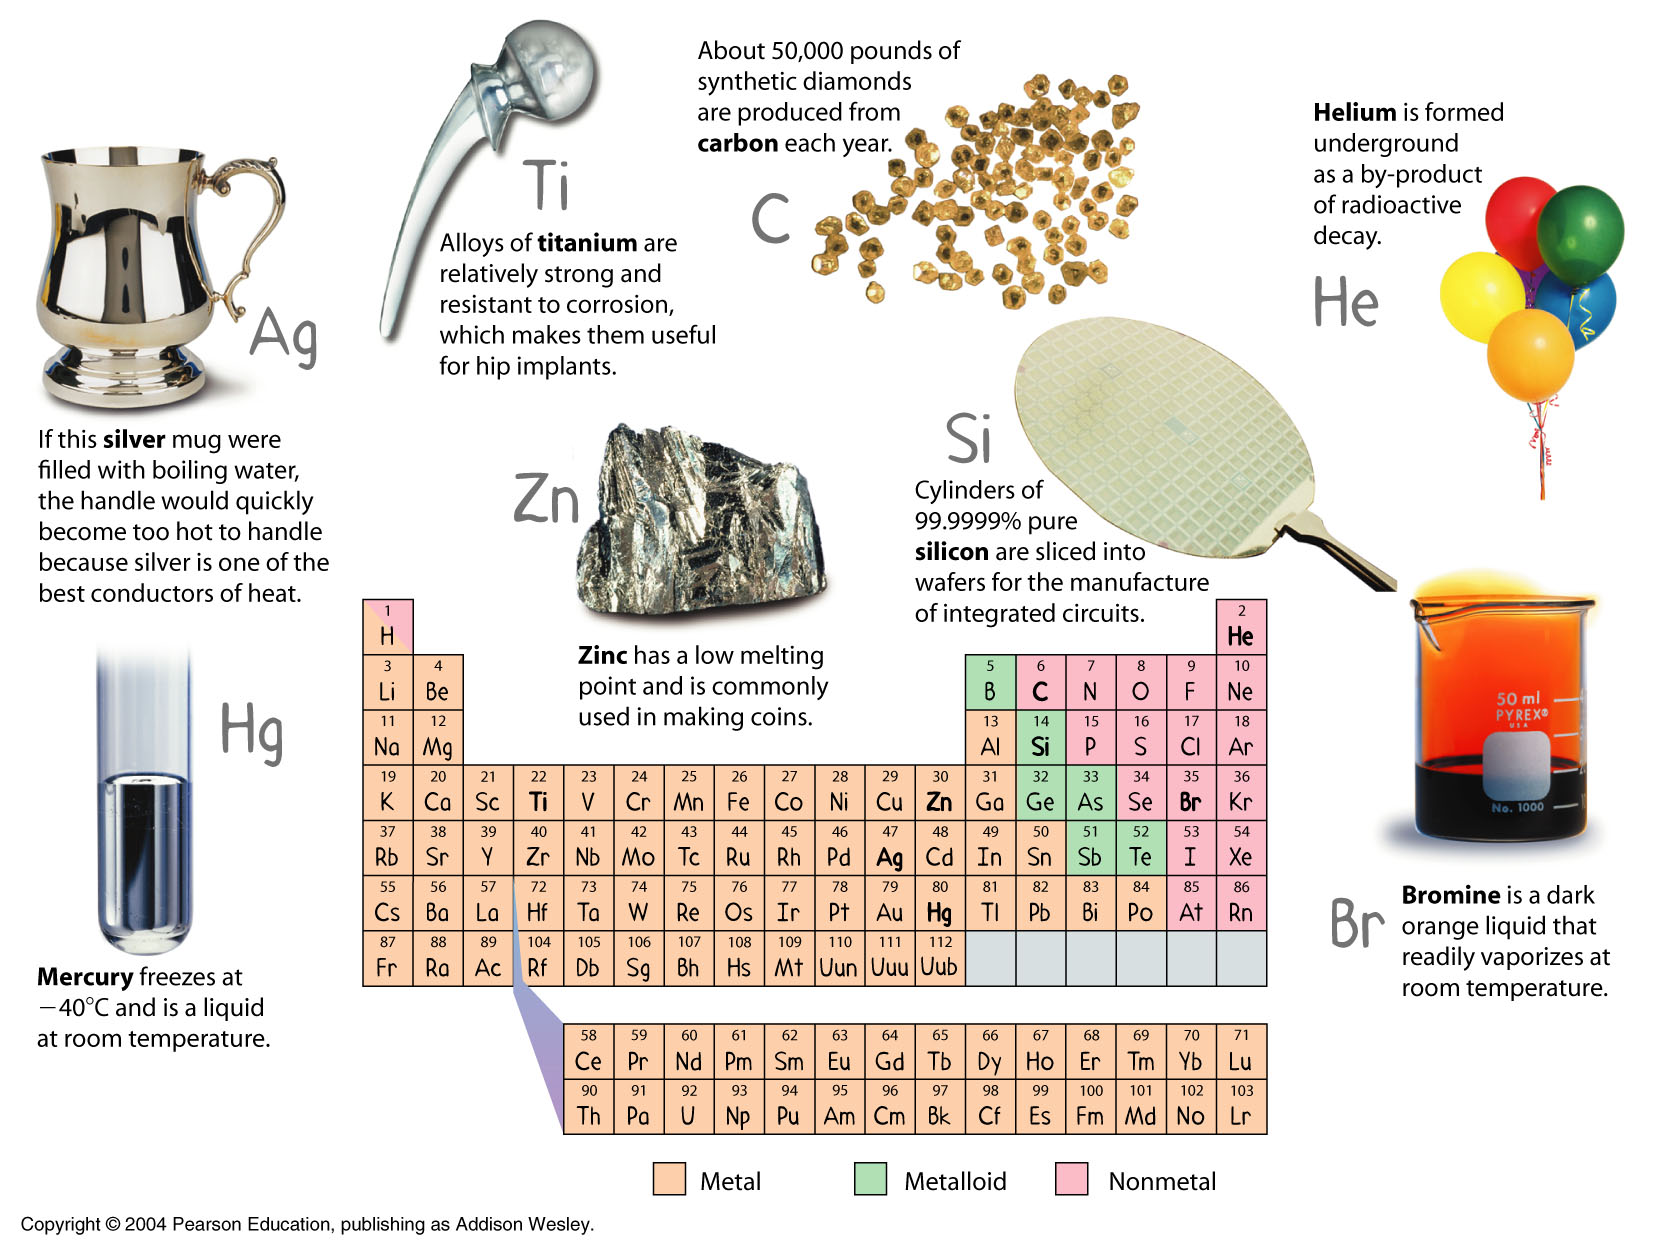 About 50,000 pounds of
synthetic diamonds
are produced from
carbon each year.
C
Ti
Alloys of titanium are
relatively strong and
resistant to corrosion,
which makes them useful
for hip implants.
Helium is formed
underground
as a by-product
of radioactive
decay.
He
Ag
If this silver mug were
filled with boiling water,
the handle would quickly
become too hot to handle
because silver is one of the
best conductors of heat.
Zn
Zinc has a low melting
point and is commonly
used in making coins.
Si
Cylinders of
99.9999% pure
silicon are sliced into
wafers for the manufacture
of integrated circuits.
Hg
Mercury freezes at
−40°C and is a liquid
at room temperature.
50 ml
PYREX®
USA
No. 1000
Br
Bromine is a dark
orange liquid that
readily vaporizes at
room temperature.
1 2
H He
3 4 5 6 7 8 9 10
Li Be B C N O F Ne
11 12 13 14 15 16 17 18
Na Mg Al Si P S Cl Ar
19 20 21 22 23 24 25 26 27 28 29 30 31 32 33 34 35 36
K Ca Sc Ti V Cr Mn Fe Co Ni Cu Zn Ga Ge As Se Br Kr
37 38 39 40 41 42 43 44 45 46 47 48 49 50 51 52 53 54
Rb Sr Y Zr Nb Mo Tc Ru Rh Pd Ag Cd In Sn Sb Te I Xe
55 56 57 72 73 74 75 76 77 78 79 80 81 82 83 84 85 86
Cs Ba La Hf Ta W Re Os Ir Pt Au Hg Tl Pb Bi Po At Rn
87 88 89 104 105 106 107 108 109 110 111 112
Fr Ra Ac Rf Db Sg Bh Hs Mt Uun Uuu Uub
58 59 60 61 62 63 64 65 66 67 68 69 70 71
Ce Pr Nd Pm Sm Eu Gd Tb Dy Ho Er Tm Yb Lu
90 91 92 93 94 95 96 97 98 99 100 101 102 103
Th Pa U Np Pu Am Cm Bk Cf Es Fm Md No Lr
Metal Metalloid Nonmetal
Copyright © 2004 Pearson Education, publishing as Addison Wesley.